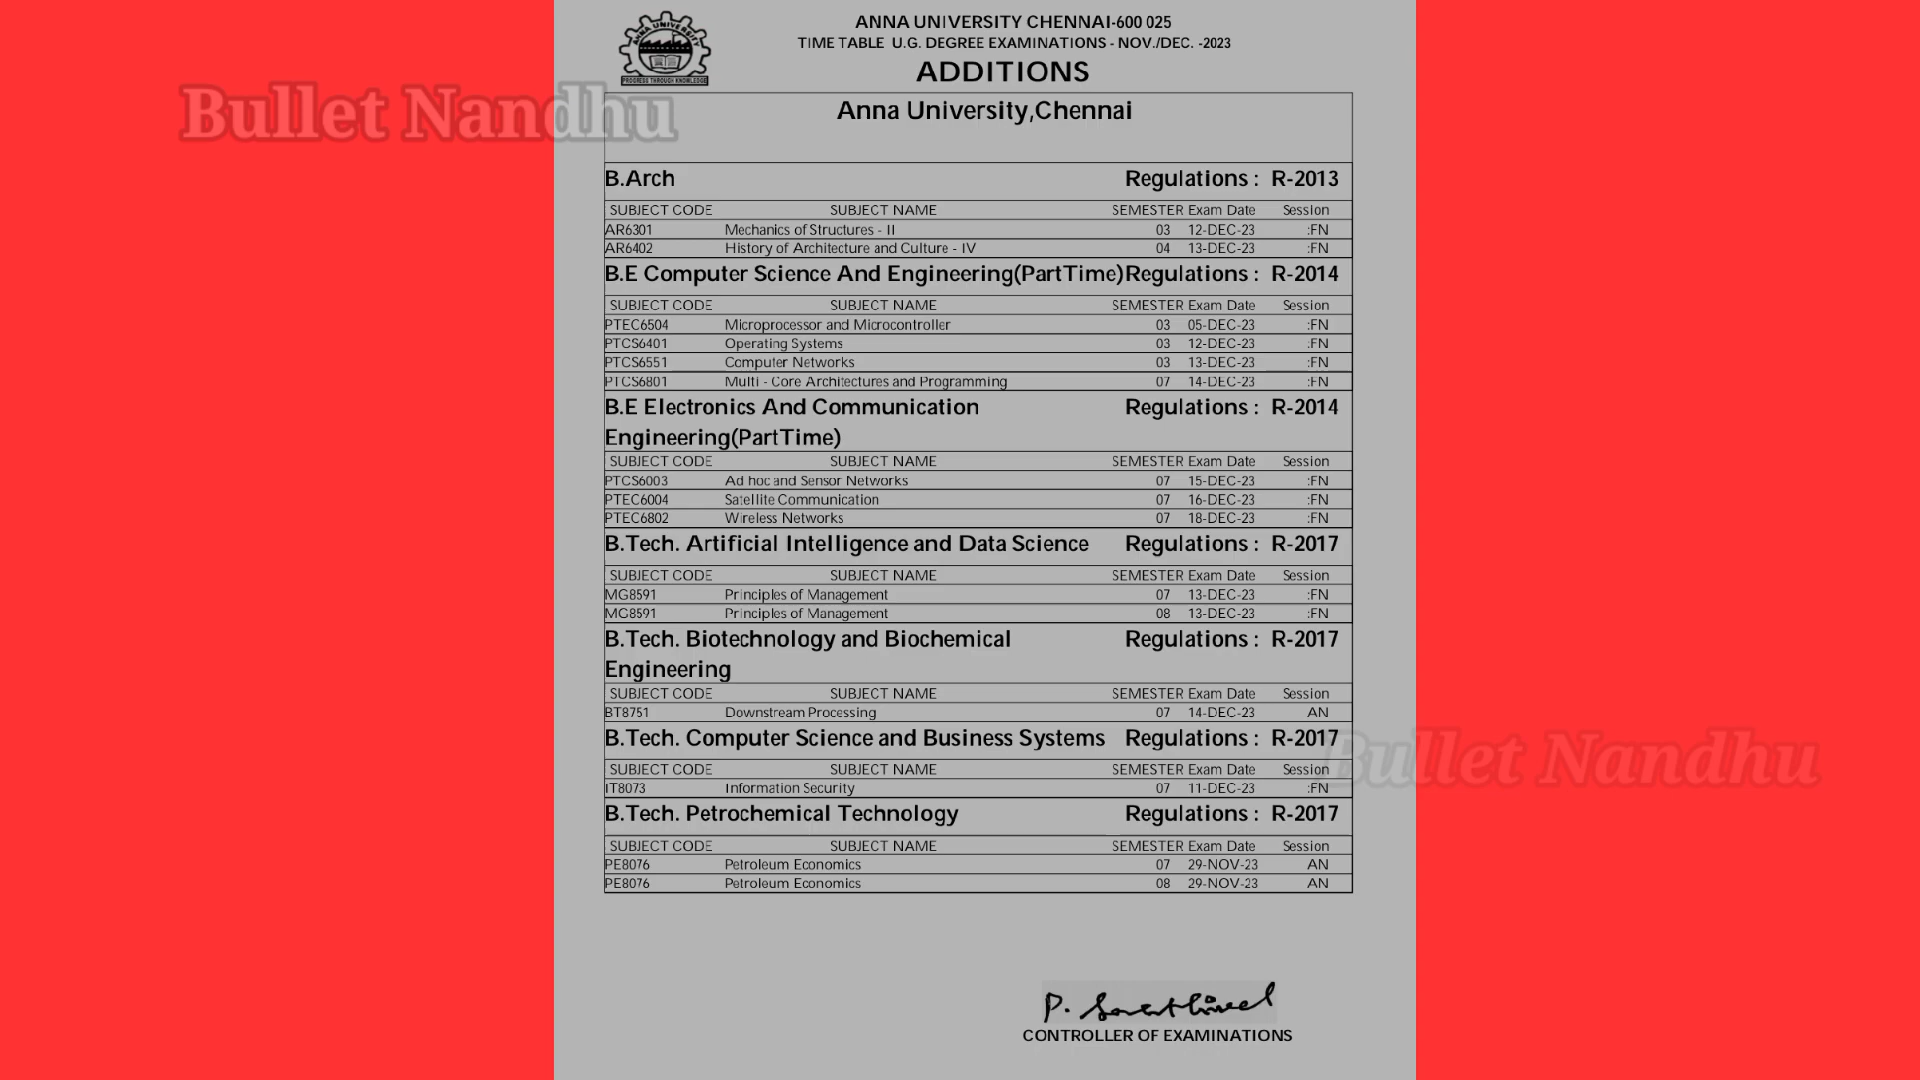 ANNA UNIVERSITY
PROGRESS THROUGH KNOWLEDGE
ANNA UNIVERSITY CHENNAI-600 025
TIME TABLE U.G. DEGREE EXAMINATIONS - NOV./DEC. -2023
ADDITIONS
Bullet Nandhu
Anna University,Chennai
B.Arch Regulations : R-2013
SUBJECT CODE SUBJECT NAME SEMESTER Exam Date Session
AR6301 Mechanics of Structures - II 03 12-DEC-23 :FN
AR6402 History of Architecture and Culture - IV 04 13-DEC-23 :FN
B.E Computer Science And Engineering(PartTime) Regulations : R-2014
SUBJECT CODE SUBJECT NAME SEMESTER Exam Date Session
PTEC6504 Microprocessor and Microcontroller 03 05-DEC-23 :FN
PTCS6401 Operating Systems 03 12-DEC-23 :FN
PTCS6551 Computer Networks 03 13-DEC-23 :FN
PTCS6801 Multi - Core Architectures and Programming 07 14-DEC-23 :FN
B.E Electronics And Communication Regulations : R-2014
Engineering(PartTime)
SUBJECT CODE SUBJECT NAME SEMESTER Exam Date Session
PTCS6003 Ad hoc and Sensor Networks 07 15-DEC-23 :FN
PTEC6004 Satellite Communication 07 16-DEC-23 :FN
PTEC6802 Wireless Networks 07 18-DEC-23 :FN
B.Tech. Artificial Intelligence and Data Science Regulations : R-2017
SUBJECT CODE SUBJECT NAME SEMESTER Exam Date Session
MG8591 Principles of Management 07 13-DEC-23 :FN
MG8591 Principles of Management 08 13-DEC-23 :FN
B.Tech. Biotechnology and Biochemical Regulations : R-2017
Engineering
SUBJECT CODE SUBJECT NAME SEMESTER Exam Date Session
BT8751 Downstream Processing 07 14-DEC-23 AN
B.Tech. Computer Science and Business Systems Regulations : R-2017
Bullet Nandhu
SUBJECT CODE SUBJECT NAME SEMESTER Exam Date Session
IT8073 Information Security 07 11-DEC-23 :FN
B.Tech. Petrochemical Technology Regulations : R-2017
SUBJECT CODE SUBJECT NAME SEMESTER Exam Date Session
PE8076 Petroleum Economics 07 29-NOV-23 AN
PE8076 Petroleum Economics 08 29-NOV-23 AN
P.
CONTROLLER OF EXAMINATIONS